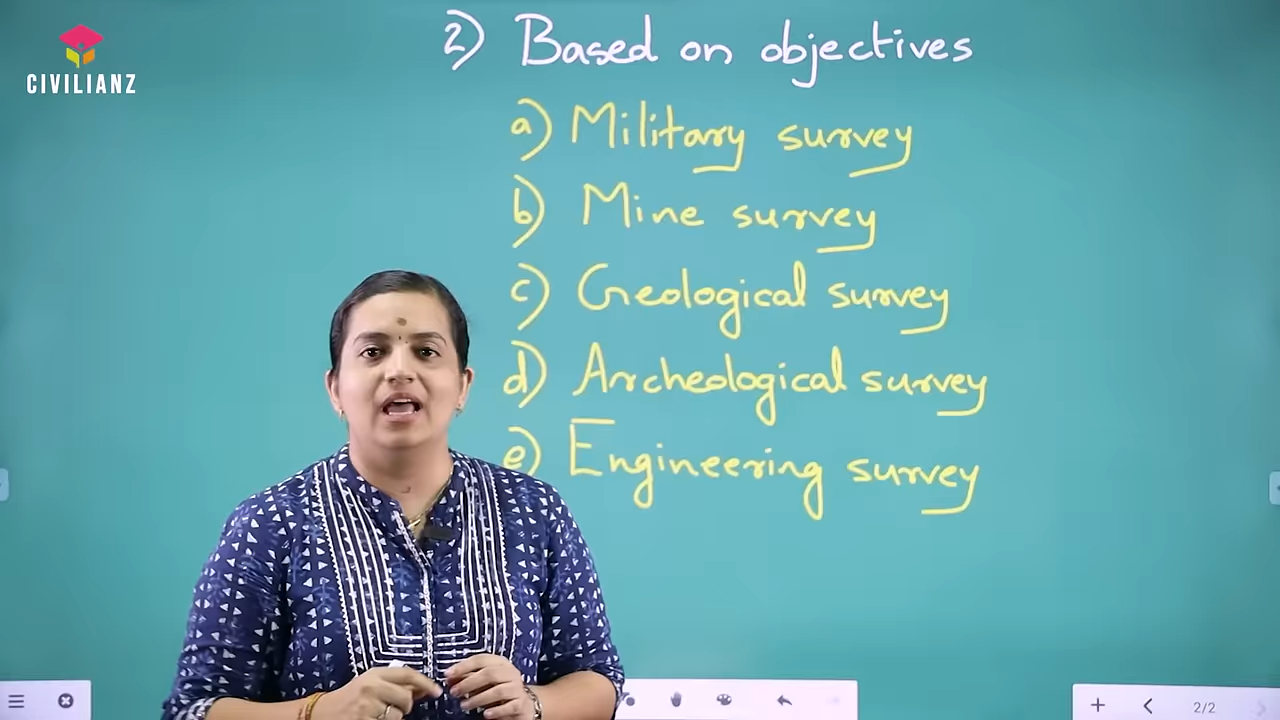 CIVILIANZ
2) Based on objectives
a) Military survey
b) Mine survey
c) Geological survey
d) Archeological survey
e) Engineering survey
2/2